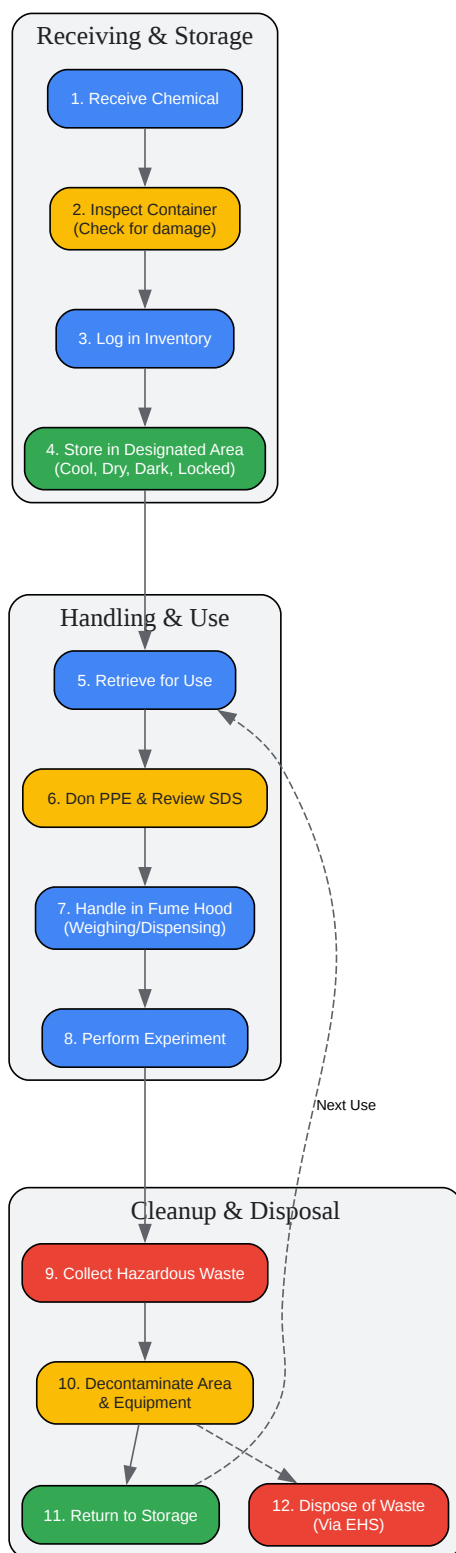 Receiving & Storage
1. Receive Chemical
2. Inspect Container
(Check for damage)
3. Log in Inventory
4. Store in Designated Area
(Cool, Dry, Dark, Locked)
Handling & Use
5. Retrieve for Use
6. Don PPE & Review SDS
7. Handle in Fume Hood
(Weighing/Dispensing)
8. Perform Experiment
Next Use
Cleanup & Disposal
9. Collect Hazardous Waste
10. Decontaminate Area
& Equipment
11. Return to Storage
12. Dispose of Waste
(Via EHS)